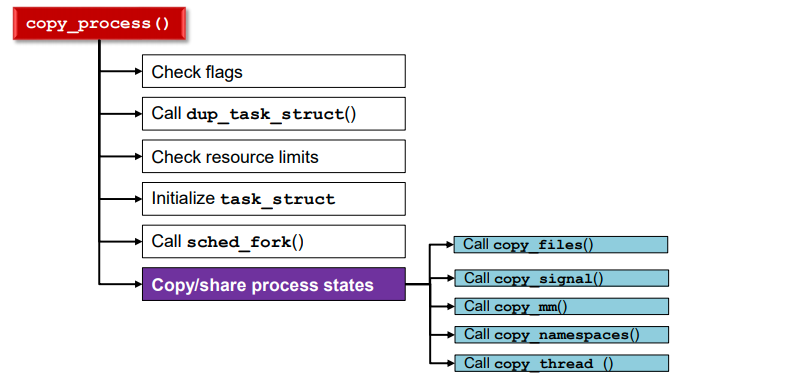 copy_process()
Check flags
Call dup_task_struct()
Check resource limits
Initialize task_struct
Call sched_fork()
Copy/share process states
Call copy_files()
Call copy_signal()
Call copy_mm()
Call copy_namespaces()
Call copy_thread ()